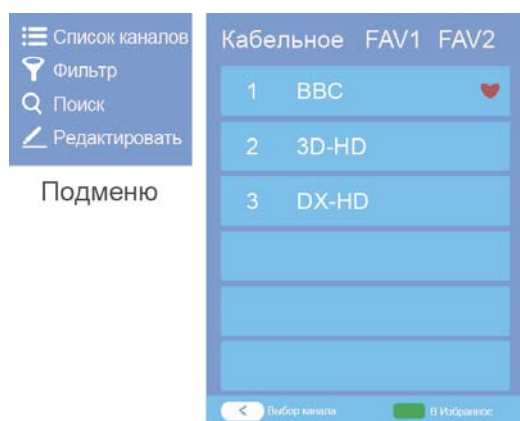 Список каналов
Фильтр
Поиск
Редактировать
Подменю
Кабельное FAV1 FAV2
1 BBC
2 3D-HD
3 DX-HD
Выбор канала В Избранное